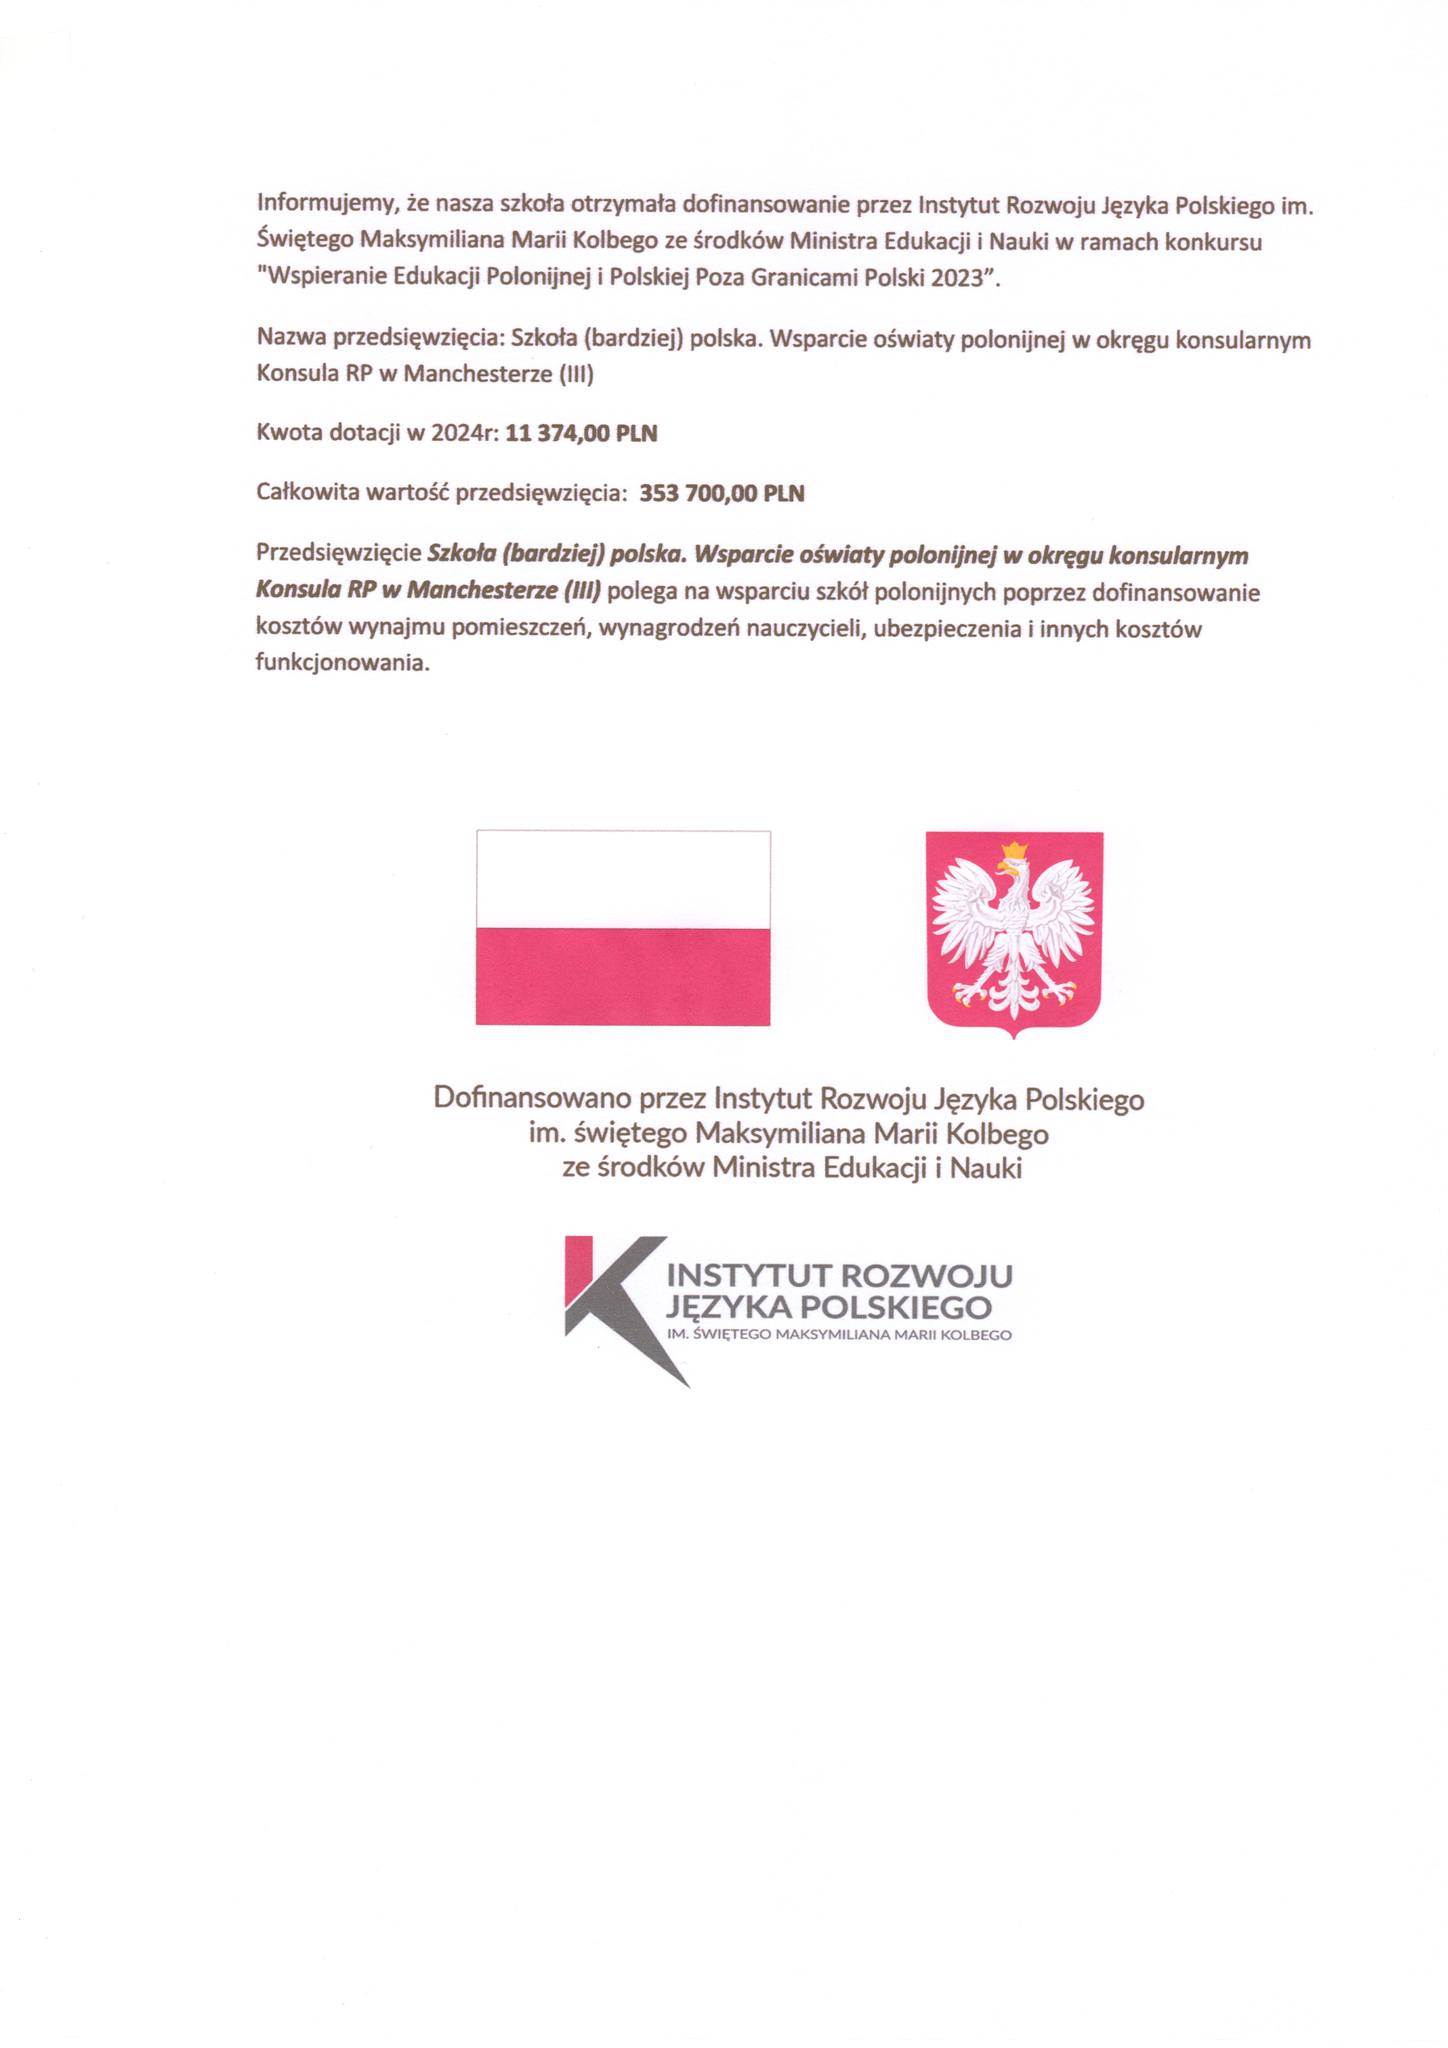 Informujemy, że nasza szkoła otrzymała dofinansowanie przez Instytut Rozwoju Języka Polskiego im.
Świętego Maksymiliana Marii Kolbego ze środków Ministra Edukacji i Nauki w ramach konkursu
"Wspieranie Edukacji Polonijnej i Polskiej Poza Granicami Polski 2023”.
Nazwa przedsięwzięcia: Szkoła (bardziej) polska. Wsparcie oświaty polonijnej w okręgu konsularnym
Konsula RP w Manchesterze (III)
Kwota dotacji w 2024r: 11 374,00 PLN
Całkowita wartość przedsięwzięcia: 353 700,00 PLN
Przedsięwzięcie Szkoła (bardziej) polska. Wsparcie oświaty polonijnej w okręgu konsularnym
Konsula RP w Manchesterze (III) polega na wsparciu szkół polonijnych poprzez dofinansowanie
kosztów wynajmu pomieszczeń, wynagrodzeń nauczycieli, ubezpieczenia i innych kosztów
funkcjonowania.
Dofinansowano przez Instytut Rozwoju Języka Polskiego
im. świętego Maksymiliana Marii Kolbego
ze środków Ministra Edukacji i Nauki
INSTYTUT ROZWOJU
JĘZYKA POLSKIEGO
IM. ŚWIĘTEGO MAKSYMILIANA MARII KOLBEGO